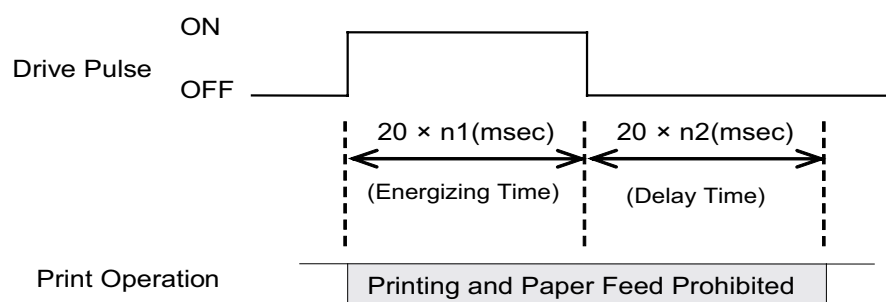 ON
Drive Pulse
OFF
20 × n1(msec)
20 × n2(msec)
(Energizing Time)
(Delay Time)
Print Operation
Printing and Paper Feed Prohibited